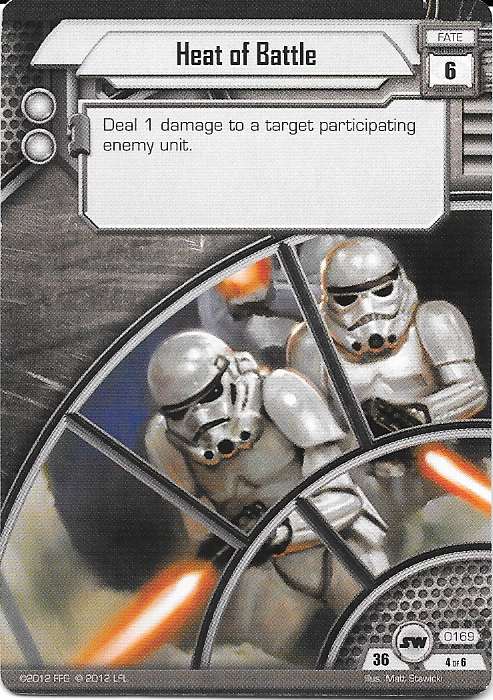 FATE
Heat of Battle
6
Deal 1 damage to a target participating
enemy unit.
SW
0169
36
4 OF 6
©2012 FFG © 2012 LFL
Illus. Matt Stawicki